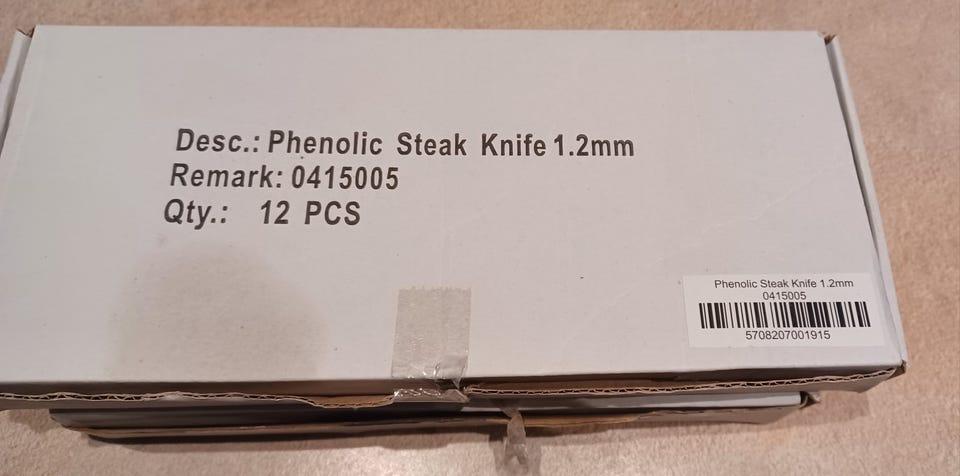 Desc.: Phenolic Steak Knife 1.2mm
Remark: 0415005
Qty.: 12 PCS
Phenolic Steak Knife 1.2mm
0415005
5708207001915